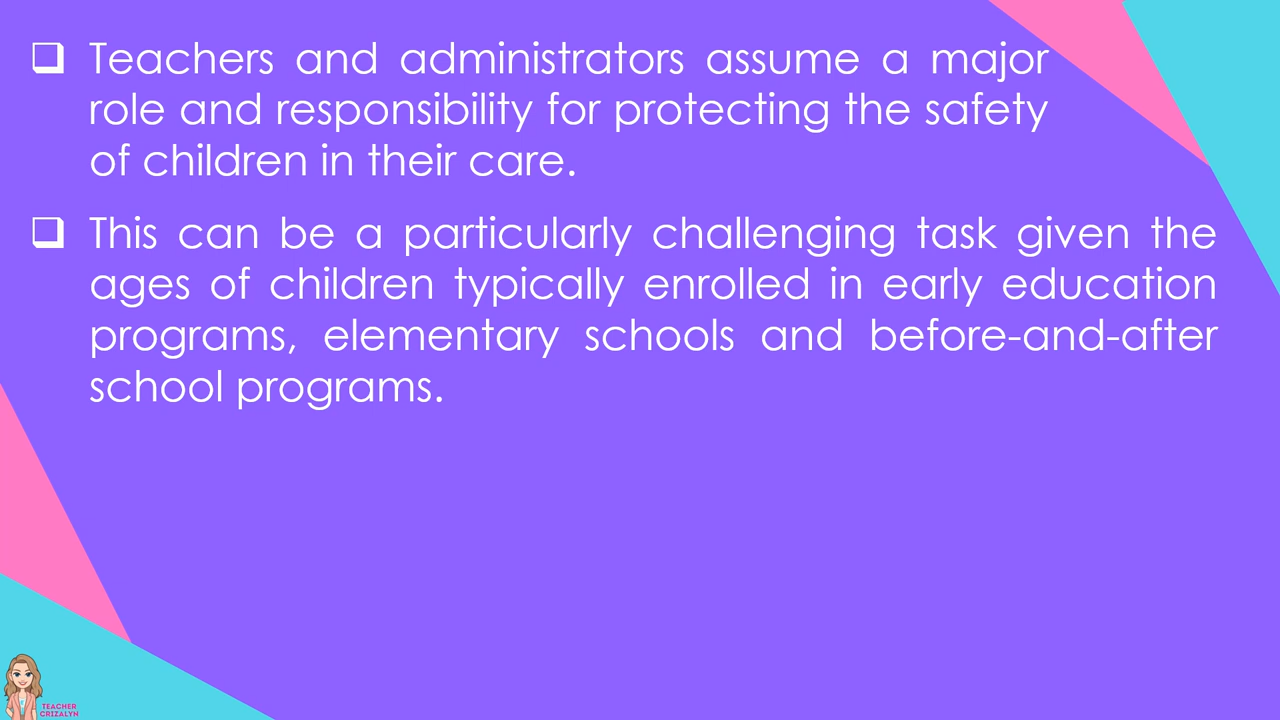 ❑ Teachers and administrators assume a major
role and responsibility for protecting the safety
of children in their care.
❑ This can be a particularly challenging task given the
ages of children typically enrolled in early education
programs, elementary schools and before-and-after
school programs.
TEACHER
CRIZALYN